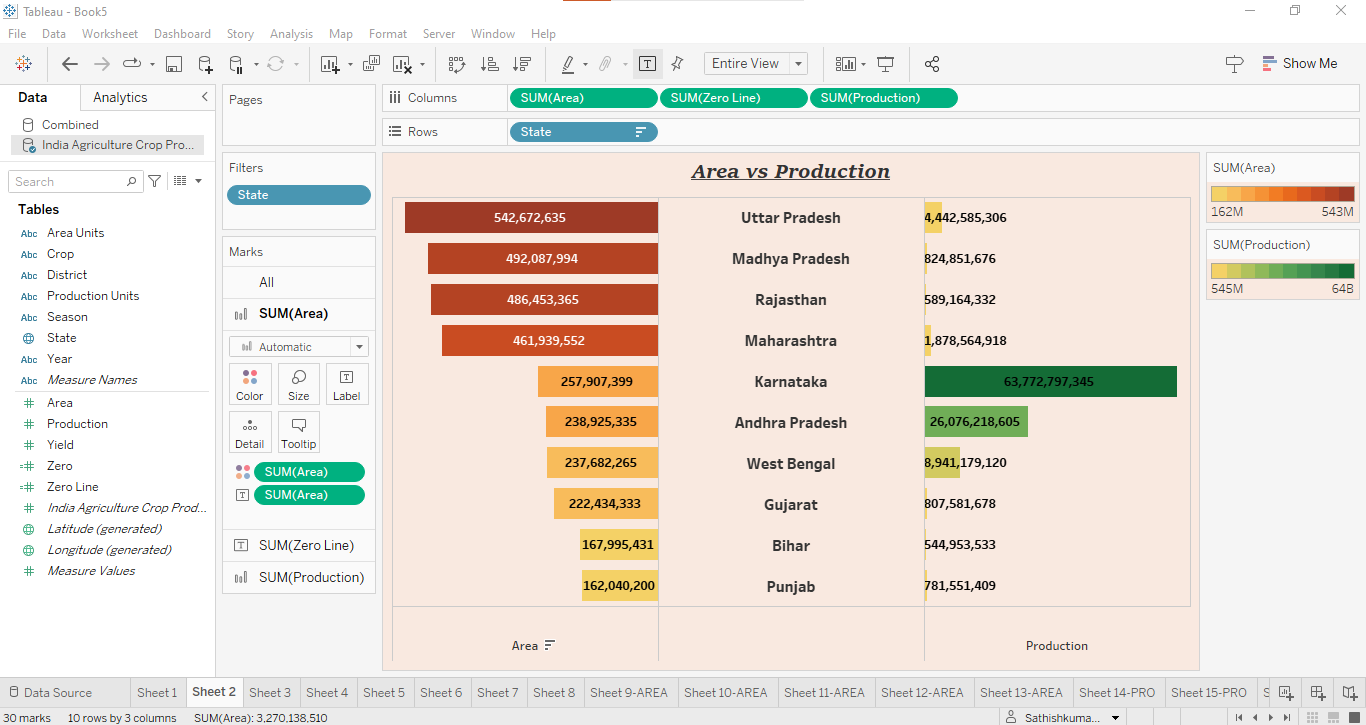 Tableau - Book5
File Data Worksheet Dashboard Story Analysis Map Format Server Window Help
Entire View
Show Me
Data Analytics
Combined
India Agriculture Crop Pro...
Search
Tables
Abc Area Units
Abc Crop
Abc District
Abc Production Units
Abc Season
State
Abc Year
Abc Measure Names
Area
Production
Yield
Zero
Zero Line
India Agriculture Crop Prod...
Latitude (generated)
Longitude (generated)
Measure Values
Pages
Filters
State
Marks
All
SUM(Area)
Automatic
Color Size Label
Detail Tooltip
SUM(Area)
SUM(Area)
SUM(Zero Line)
SUM(Production)
Columns SUM(Area) SUM(Zero Line) SUM(Production)
Rows State
Area vs Production
542,672,635 Uttar Pradesh 4,442,585,306
492,087,994 Madhya Pradesh 824,851,676
486,453,365 Rajasthan 589,164,332
461,939,552 Maharashtra 1,878,564,918
257,907,399 Karnataka 63,772,797,345
238,925,335 Andhra Pradesh 26,076,218,605
237,682,265 West Bengal 8,941,179,120
222,434,333 Gujarat 807,581,678
167,995,431 Bihar 544,953,533
162,040,200 Punjab 781,551,409
Area Production
SUM(Area)
162M 543M
SUM(Production)
545M 64B
Data Source Sheet 1 Sheet 2 Sheet 3 Sheet 4 Sheet 5 Sheet 6 Sheet 7 Sheet 8 Sheet 9-AREA Sheet 10-AREA Sheet 11-AREA Sheet 12-AREA Sheet 13-AREA Sheet 14-PRO Sheet 15-PRO S
30 marks 10 rows by 3 columns SUM(Area): 3,270,138,510 Sathishkuma...